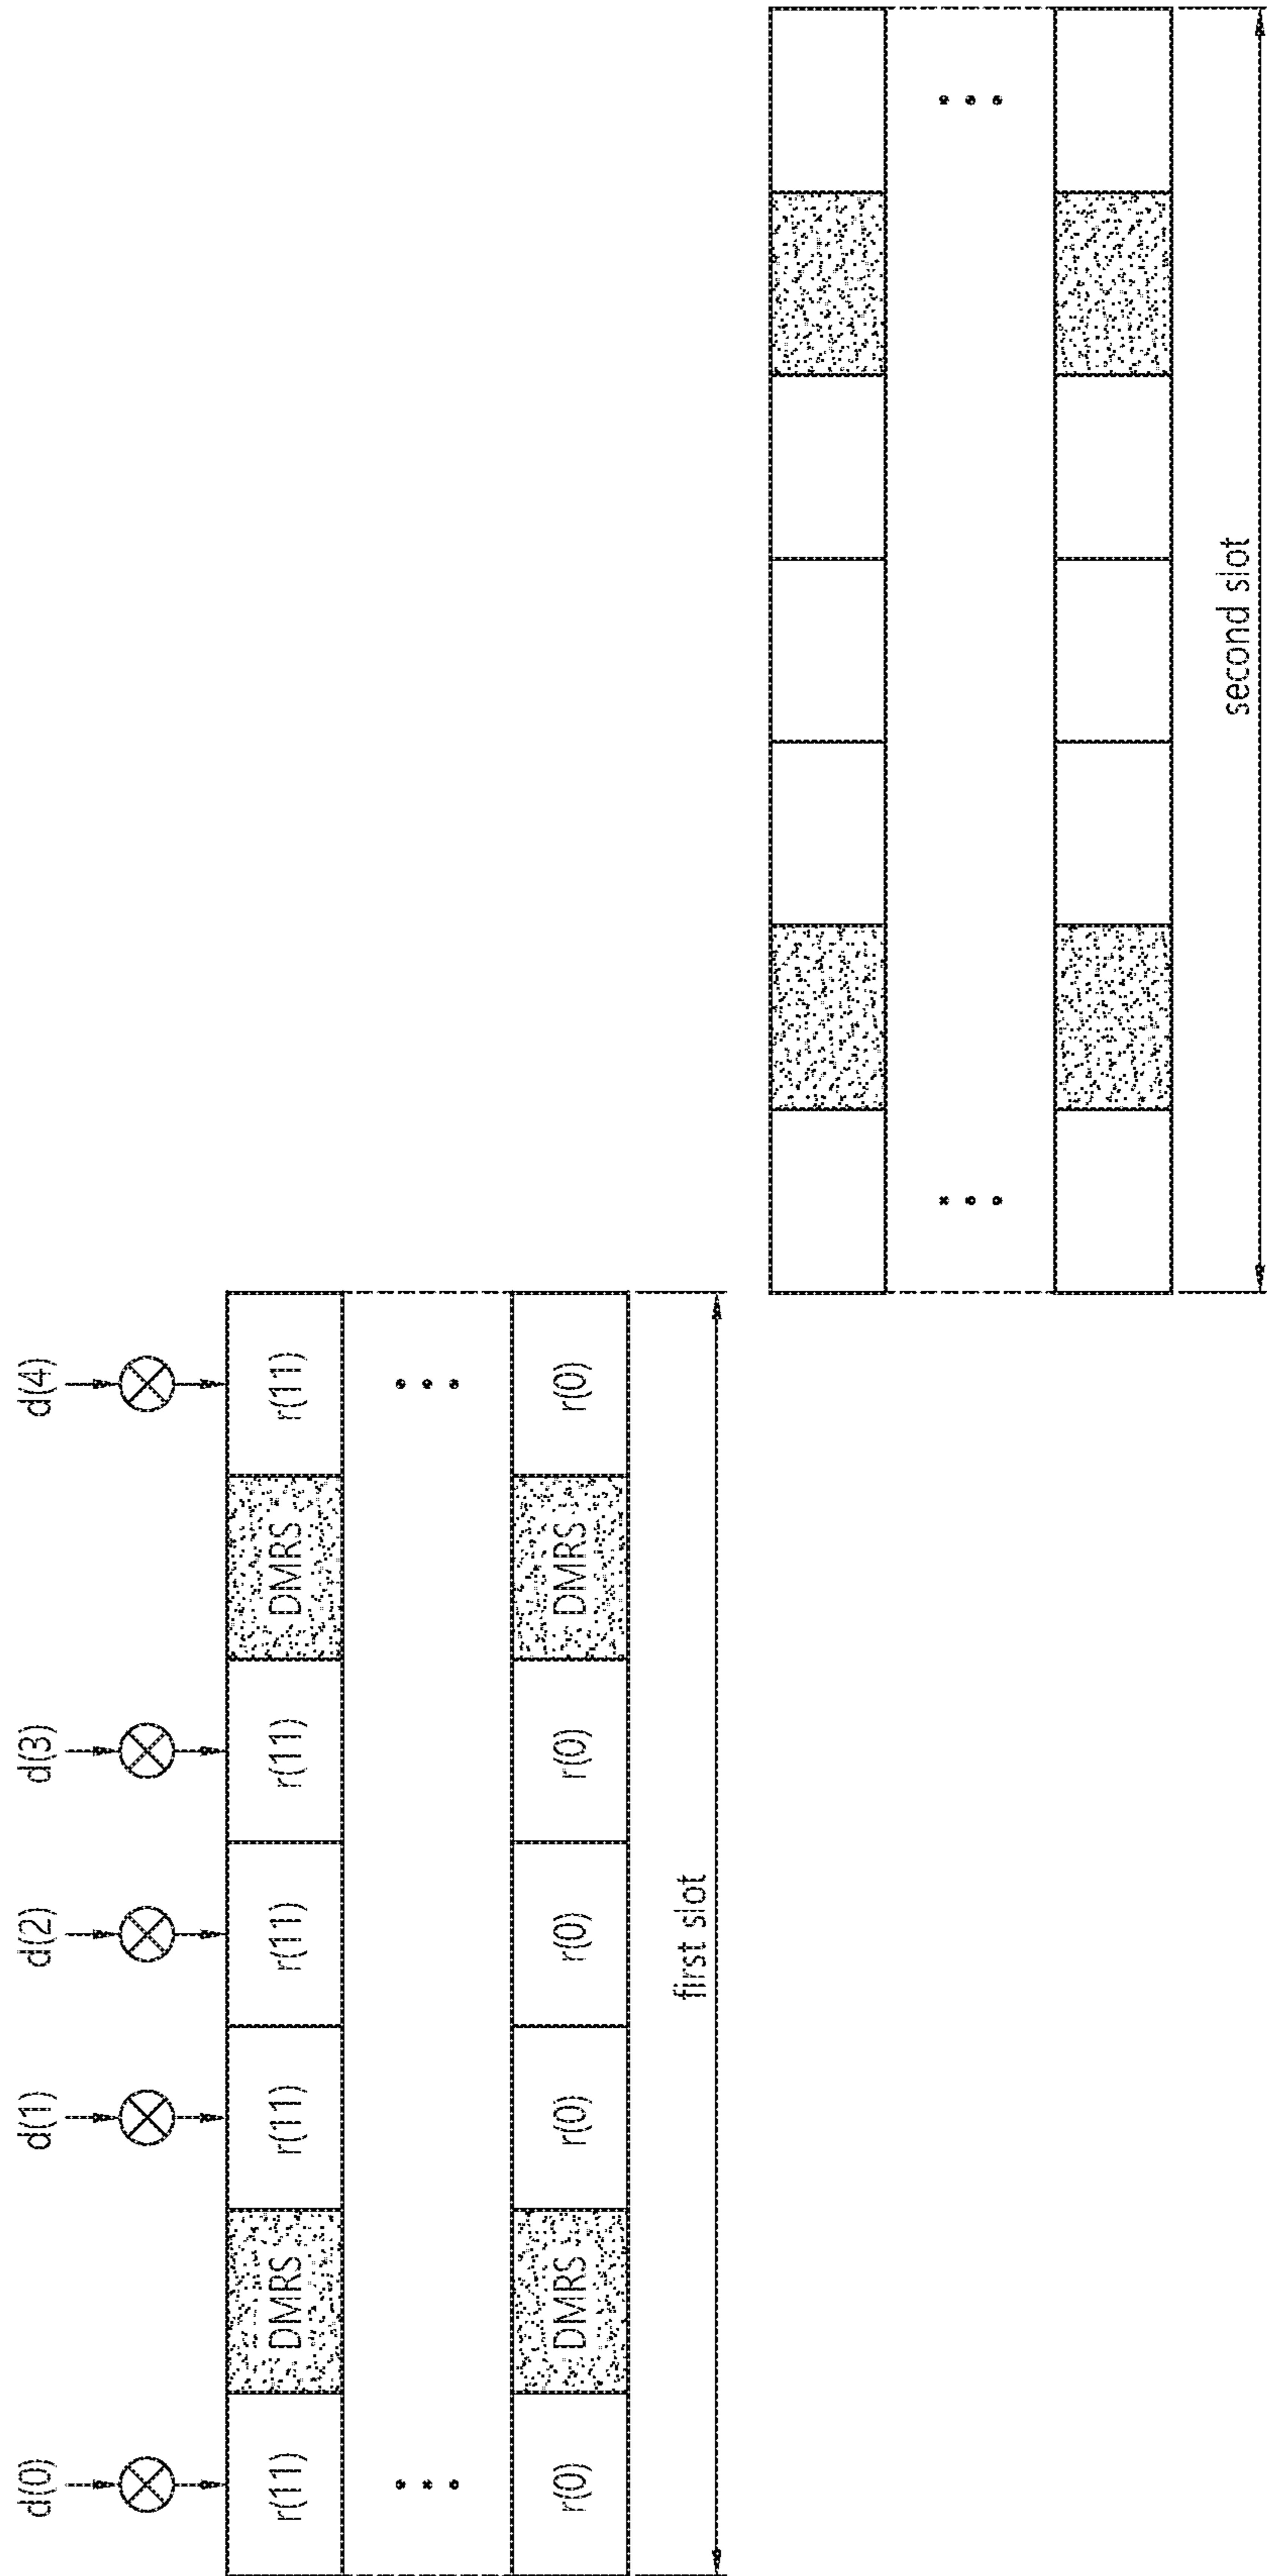 d(0) d(1) d(2) d(3) d(4)
r(11) DMRS r(11) r(11) r(11) DMRS r(11)
r(0) DMRS r(0) r(0) r(0) DMRS r(0)
first slot
second slot